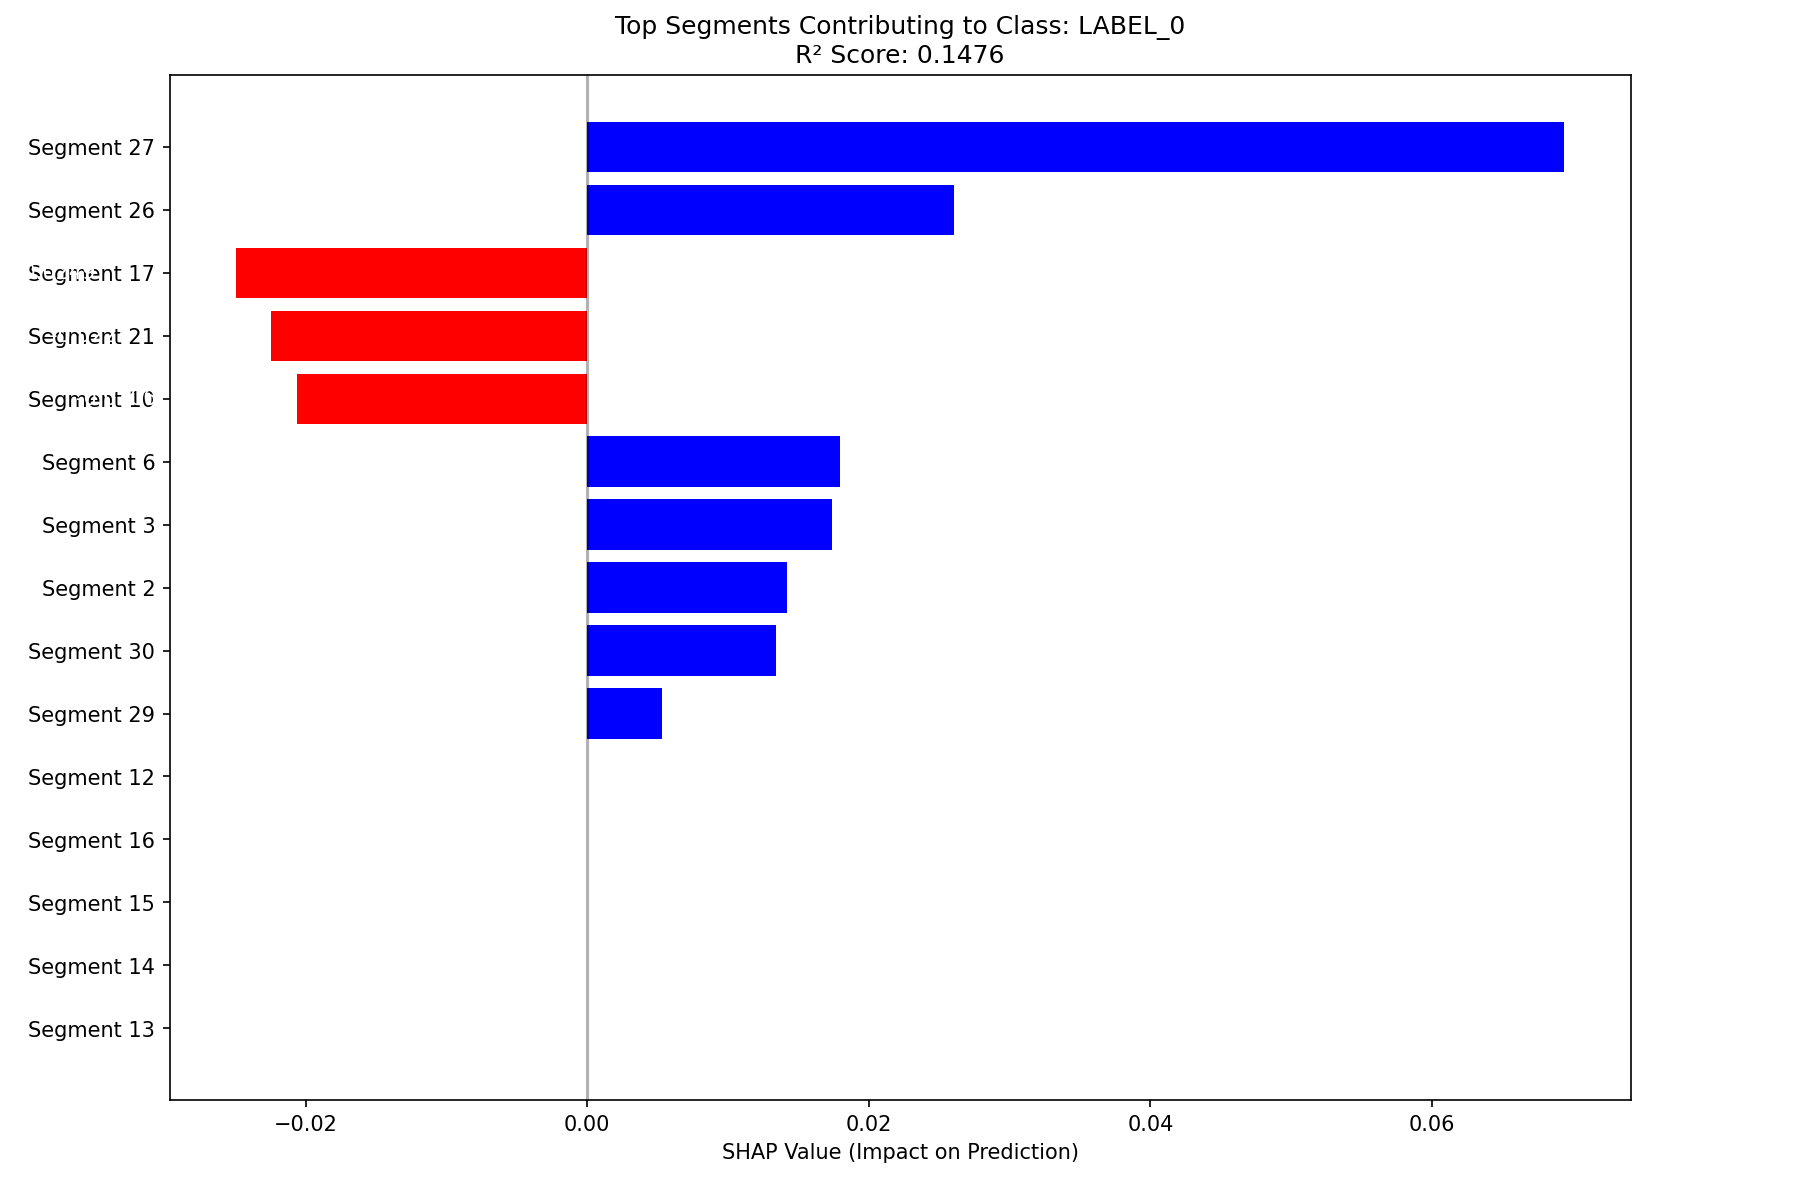 Top Segments Contributing to Class: LABEL_0
R² Score: 0.1476
Segment 27
Segment 26
Segment 17
Segment 21
Segment 10
Segment 6
Segment 3
Segment 2
Segment 30
Segment 29
Segment 12
Segment 16
Segment 15
Segment 14
Segment 13
−0.02 0.00 0.02 0.04 0.06
SHAP Value (Impact on Prediction)